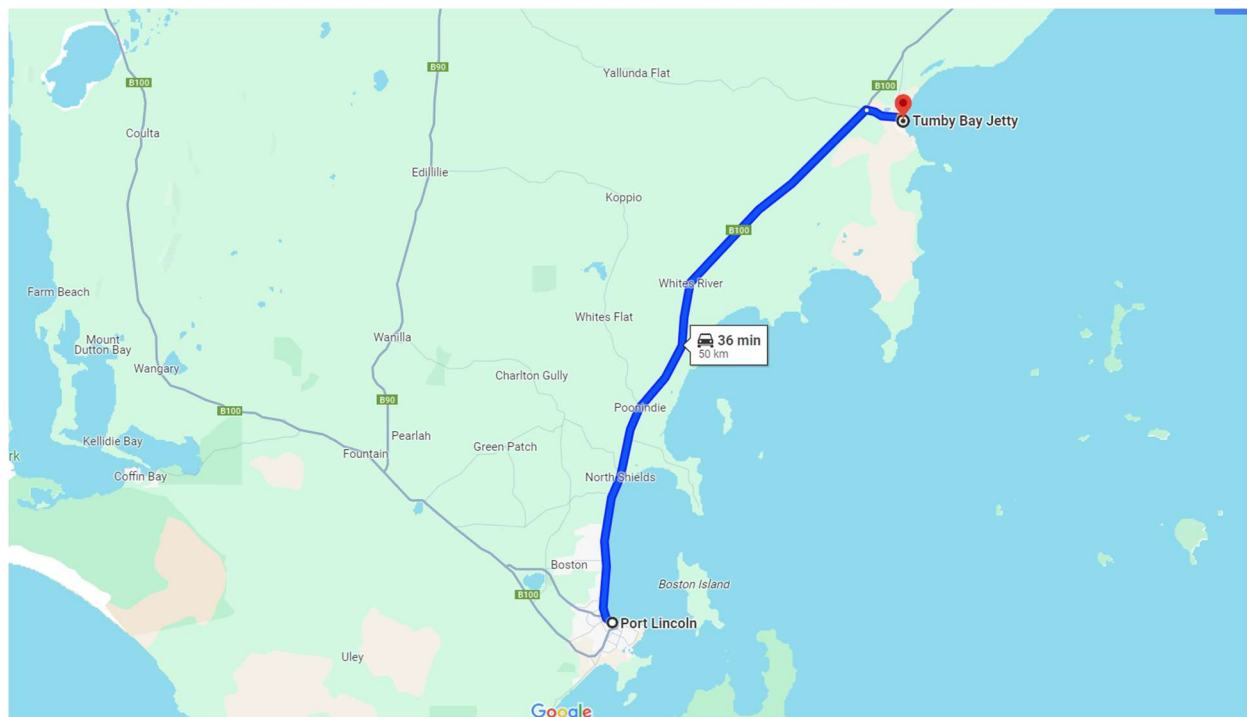 B90
Yallunda Flat
B100
B100
Coulta
Tumby Bay Jetty
Edillilie
Koppio
B100
Whites River
Farm Beach
Whites Flat
Mount
Dutton Bay
Wanilla
36 min
50 km
Wangary
Charlton Gully
B90
Poonindie
B100
Pearlah
Kellidie Bay
Green Patch
Fountain
rk
Coffin Bay
North Shields
Boston
Boston Island
B100
Port Lincoln
Uley
Google